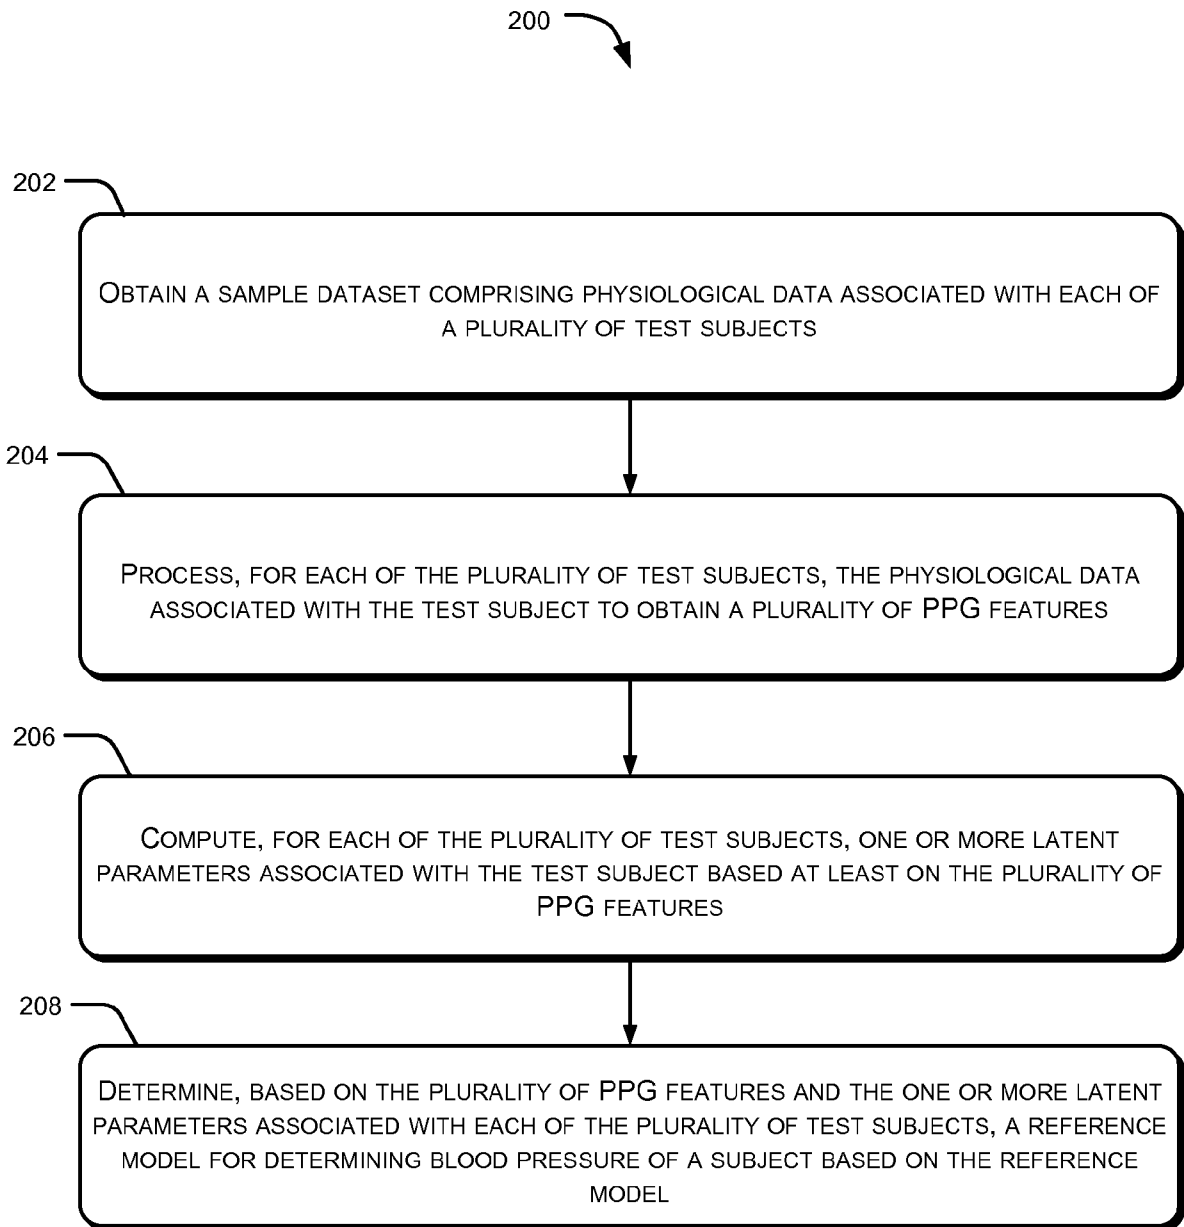 200
202
OBTAIN A SAMPLE DATASET COMPRISING PHYSIOLOGICAL DATA ASSOCIATED WITH EACH OF
A PLURALITY OF TEST SUBJECTS
204
PROCESS, FOR EACH OF THE PLURALITY OF TEST SUBJECTS, THE PHYSIOLOGICAL DATA
ASSOCIATED WITH THE TEST SUBJECT TO OBTAIN A PLURALITY OF PPG FEATURES
206
COMPUTE, FOR EACH OF THE PLURALITY OF TEST SUBJECTS, ONE OR MORE LATENT
PARAMETERS ASSOCIATED WITH THE TEST SUBJECT BASED AT LEAST ON THE PLURALITY OF
PPG FEATURES
208
DETERMINE, BASED ON THE PLURALITY OF PPG FEATURES AND THE ONE OR MORE LATENT
PARAMETERS ASSOCIATED WITH EACH OF THE PLURALITY OF TEST SUBJECTS, A REFERENCE
MODEL FOR DETERMINING BLOOD PRESSURE OF A SUBJECT BASED ON THE REFERENCE
MODEL